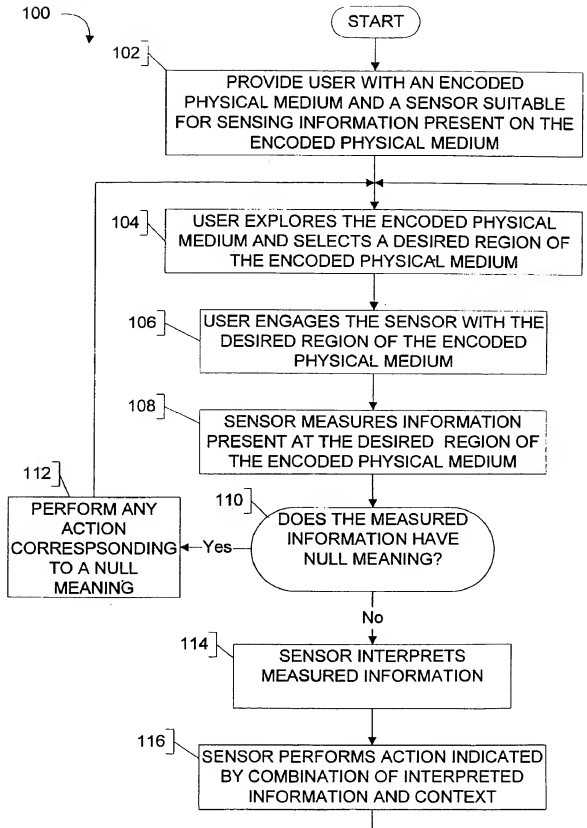 100
START
102
PROVIDE USER WITH AN ENCODED
PHYSICAL MEDIUM AND A SENSOR SUITABLE
FOR SENSING INFORMATION PRESENT ON THE
ENCODED PHYSICAL MEDIUM
104
USER EXPLORES THE ENCODED PHYSICAL
MEDIUM AND SELECTS A DESIRED REGION OF
THE ENCODED PHYSICAL MEDIUM
106
USER ENGAGES THE SENSOR WITH THE
DESIRED REGION OF THE ENCODED
PHYSICAL MEDIUM
108
SENSOR MEASURES INFORMATION
PRESENT AT THE DESIRED REGION OF
THE ENCODED PHYSICAL MEDIUM
110
DOES THE MEASURED
INFORMATION HAVE
NULL MEANING?
Yes
112
PERFORM ANY
ACTION
CORRESPSONDING
TO A NULL
MEANING
No
114
SENSOR INTERPRETS
MEASURED INFORMATION
116
SENSOR PERFORMS ACTION INDICATED
BY COMBINATION OF INTERPRETED
INFORMATION AND CONTEXT